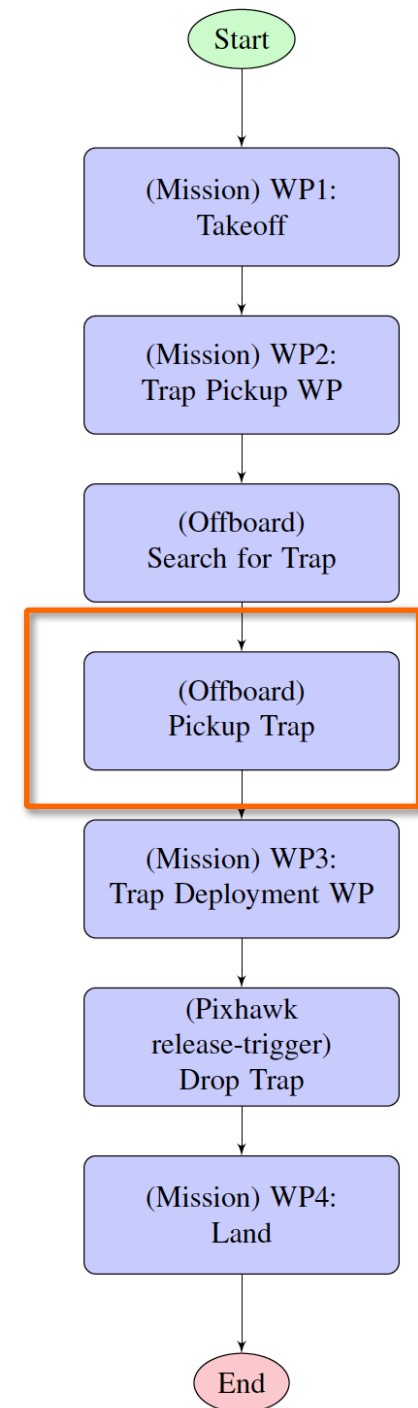 Start
(Mission) WP1:
Takeoff
(Mission) WP2:
Trap Pickup WP
(Offboard)
Search for Trap
(Offboard)
Pickup Trap
(Mission) WP3:
Trap Deployment WP
(Pixhawk
release-trigger)
Drop Trap
(Mission) WP4:
Land
End